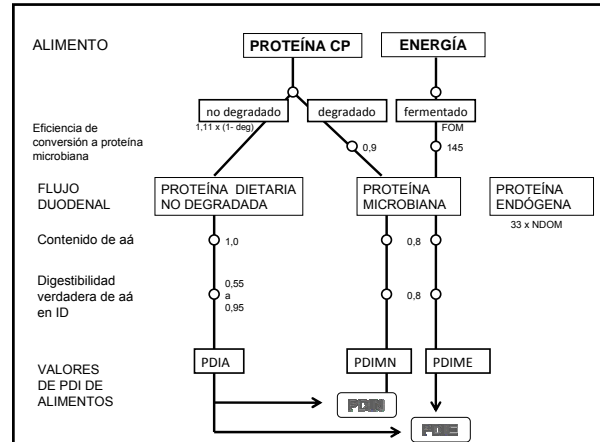 ALIMENTO
PROTEÍNA CP
ENERGÍA
no degradado
degradado
fermentado
1,11 x (1- deg)
FOM
Eficiencia de
conversión a proteína
microbiana
0,9
145
FLUJO
DUODENAL
PROTEÍNA DIETARIA
NO DEGRADADA
PROTEÍNA
MICROBIANA
PROTEÍNA
ENDÓGENA
33 x NDOM
Contenido de aá
1,0
0,8
Digestibilidad
verdadera de aá
en ID
0,55
a
0,95
0,8
VALORES
DE PDI DE
ALIMENTOS
PDIA
PDIMN
PDIME
PDIN
PDIE